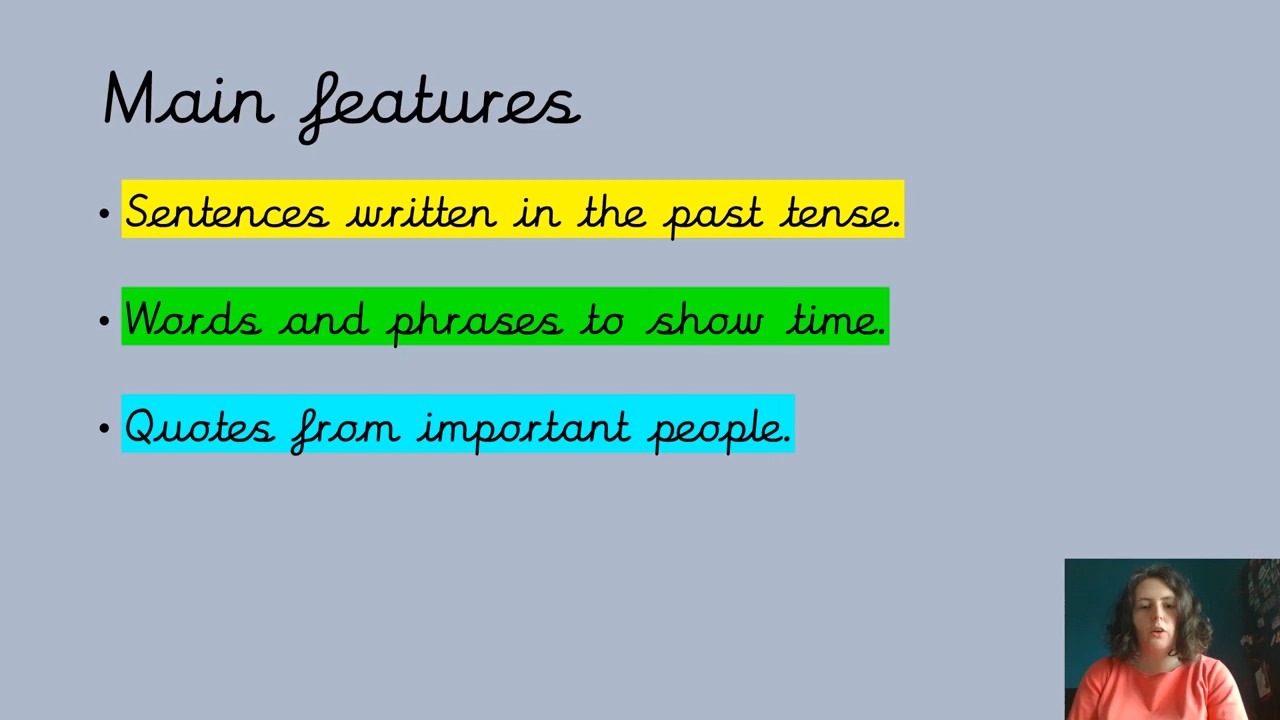 Main features
• Sentences written in the past tense.
• Words and phrases to show time.
• Quotes from important people.